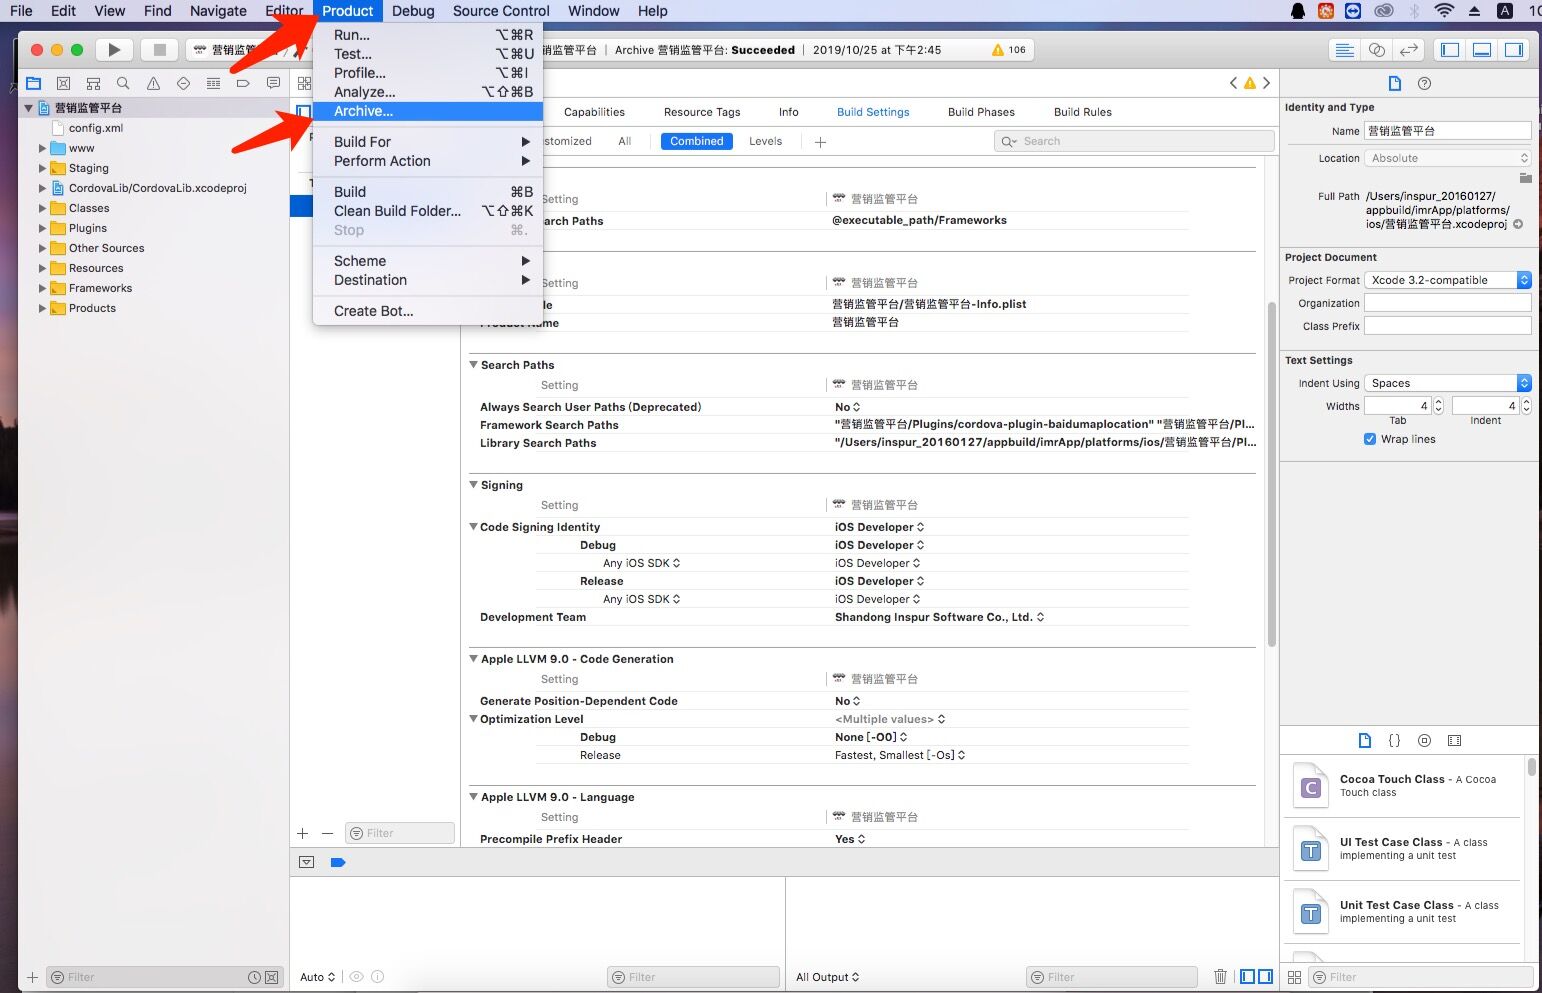 File Edit View Find Navigate Editor Product Debug Source Control Window Help
营销监管平台 | Archive 营销监管平台: Succeeded | 2019/10/25 at 下午2:45 106
Run... ⌥⌘R
Test... ⌥⌘U
Profile... ⌥⌘I
Analyze... ⌥⇧⌘B
Archive...
Build For
Perform Action
Build ⌘B
Clean Build Folder... ⌥⇧⌘K
Stop ⌘.
Scheme
Destination
Create Bot...
营销监管平台
config.xml
www
Staging
CordovaLib/CordovaLib.xcodeproj
Classes
Plugins
Other Sources
Resources
Frameworks
Products
Capabilities Resource Tags Info Build Settings Build Phases Build Rules
All Combined Levels + Search
Setting 营销监管平台
@executable_path/Frameworks
营销监管平台
营销监管平台/营销监管平台-Info.plist
Product Name 营销监管平台
Search Paths
Setting 营销监管平台
Always Search User Paths (Deprecated) No
Framework Search Paths "营销监管平台/Plugins/cordova-plugin-baidumaplocation" "营销监管平台/Pl...
Library Search Paths "/Users/inspur_20160127/appbuild/imrApp/platforms/ios/营销监管平台/Pl...
Signing
Setting 营销监管平台
Code Signing Identity iOS Developer
Debug iOS Developer
Any iOS SDK iOS Developer
Release iOS Developer
Any iOS SDK iOS Developer
Development Team Shandong Inspur Software Co., Ltd.
Apple LLVM 9.0 - Code Generation
Setting 营销监管平台
Generate Position-Dependent Code No
Optimization Level <Multiple values>
Debug None [-O0]
Release Fastest, Smallest [-Os]
Apple LLVM 9.0 - Language
Setting 营销监管平台
Precompile Prefix Header Yes
+ − Filter
Auto Filter
All Output Filter
+ Filter
Identity and Type
Name 营销监管平台
Location Absolute
Full Path /Users/inspur_20160127/
appbuild/imrApp/platforms/
ios/营销监管平台.xcodeproj
Project Document
Project Format Xcode 3.2-compatible
Organization
Class Prefix
Text Settings
Indent Using Spaces
Widths 4 4
Tab Indent
Wrap lines
{}
C
Cocoa Touch Class - A Cocoa
Touch class
T
UI Test Case Class - A class
implementing a unit test
T
Unit Test Case Class - A class
implementing a unit test
Filter